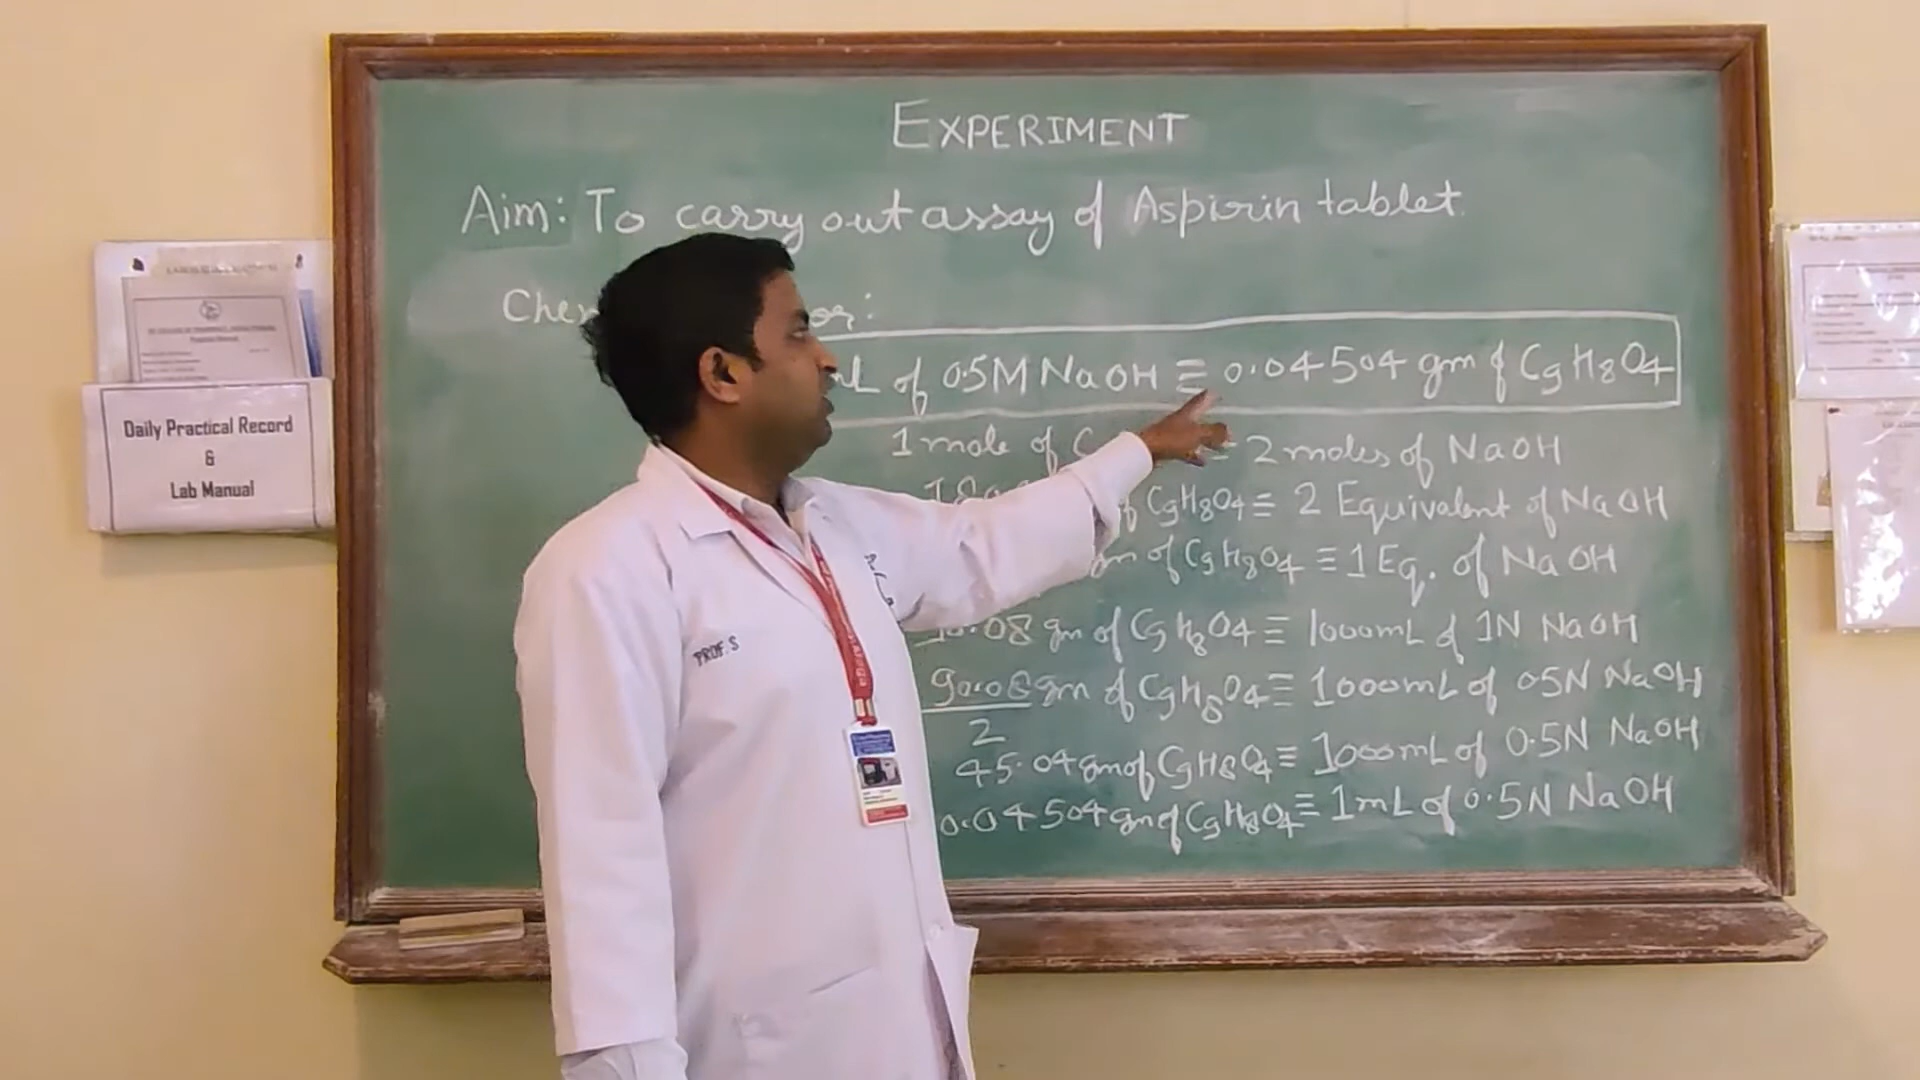 EXPERIMENT
Aim: To carry out assay of Aspirin tablet
or:
mL of 0.5M NaOH ≡ 0.04504 gm of C9H8O4
1 mole of C ≡ 2 moles of NaOH
of C9H8O4 ≡ 2 Equivalent of NaOH
gm of C9H8O4 ≡ 1 Eq. of NaOH
.08 gm of C9H8O4 ≡ 1000mL of 1N NaOH
90.08 gm of C9H8O4 ≡ 1000mL of 05N NaOH
2
45.04 gm of C9H8O4 ≡ 1000mL of 0.5N NaOH
0.04504 gm of C9H8O4 ≡ 1mL of 0.5N NaOH
Daily Practical Record
&
Lab Manual
PROF. S